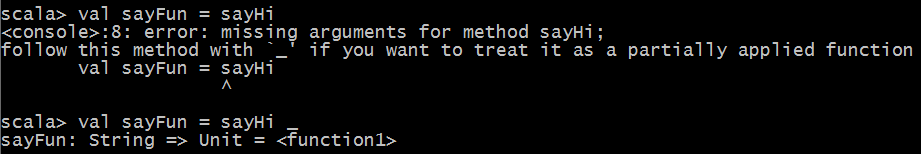 scala> val sayFun = sayHi
<console>:8: error: missing arguments for method sayHi;
follow this method with `_' if you want to treat it as a partially applied function
       val sayFun = sayHi
                    ^
scala> val sayFun = sayHi _
sayFun: String => Unit = <function1>